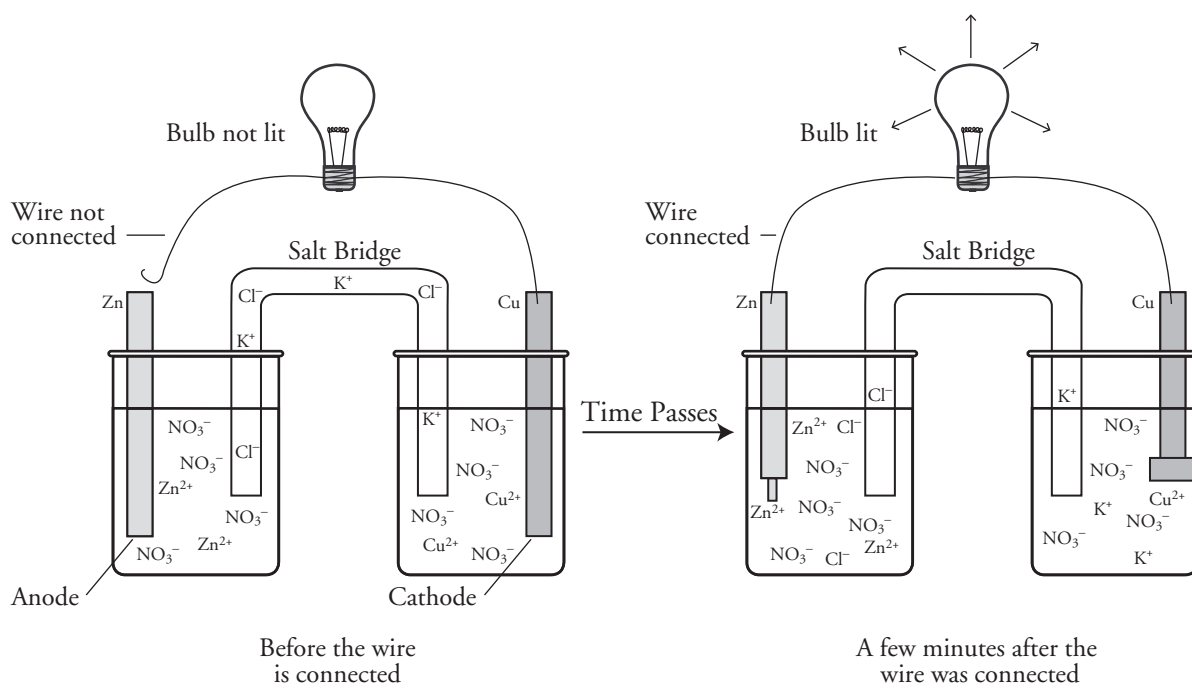 Bulb not lit
Wire not
connected
Salt Bridge
K⁺
Cl⁻
Cl⁻
Zn
Cu
K⁺
K⁺
NO₃⁻
NO₃⁻
Cl⁻
NO₃⁻
NO₃⁻
Zn²⁺
Cu²⁺
NO₃⁻
NO₃⁻
Zn²⁺
Cu²⁺
NO₃⁻
NO₃⁻
Anode
Cathode
Before the wire
is connected
Time Passes
Bulb lit
Wire
connected
Salt Bridge
Zn
Cu
Cl⁻
K⁺
Zn²⁺
Cl⁻
NO₃⁻
NO₃⁻
NO₃⁻
Cu²⁺
Zn²⁺
NO₃⁻
K⁺
NO₃⁻
NO₃⁻
NO₃⁻
Zn²⁺
NO₃⁻
Cl⁻
K⁺
A few minutes after the
wire was connected